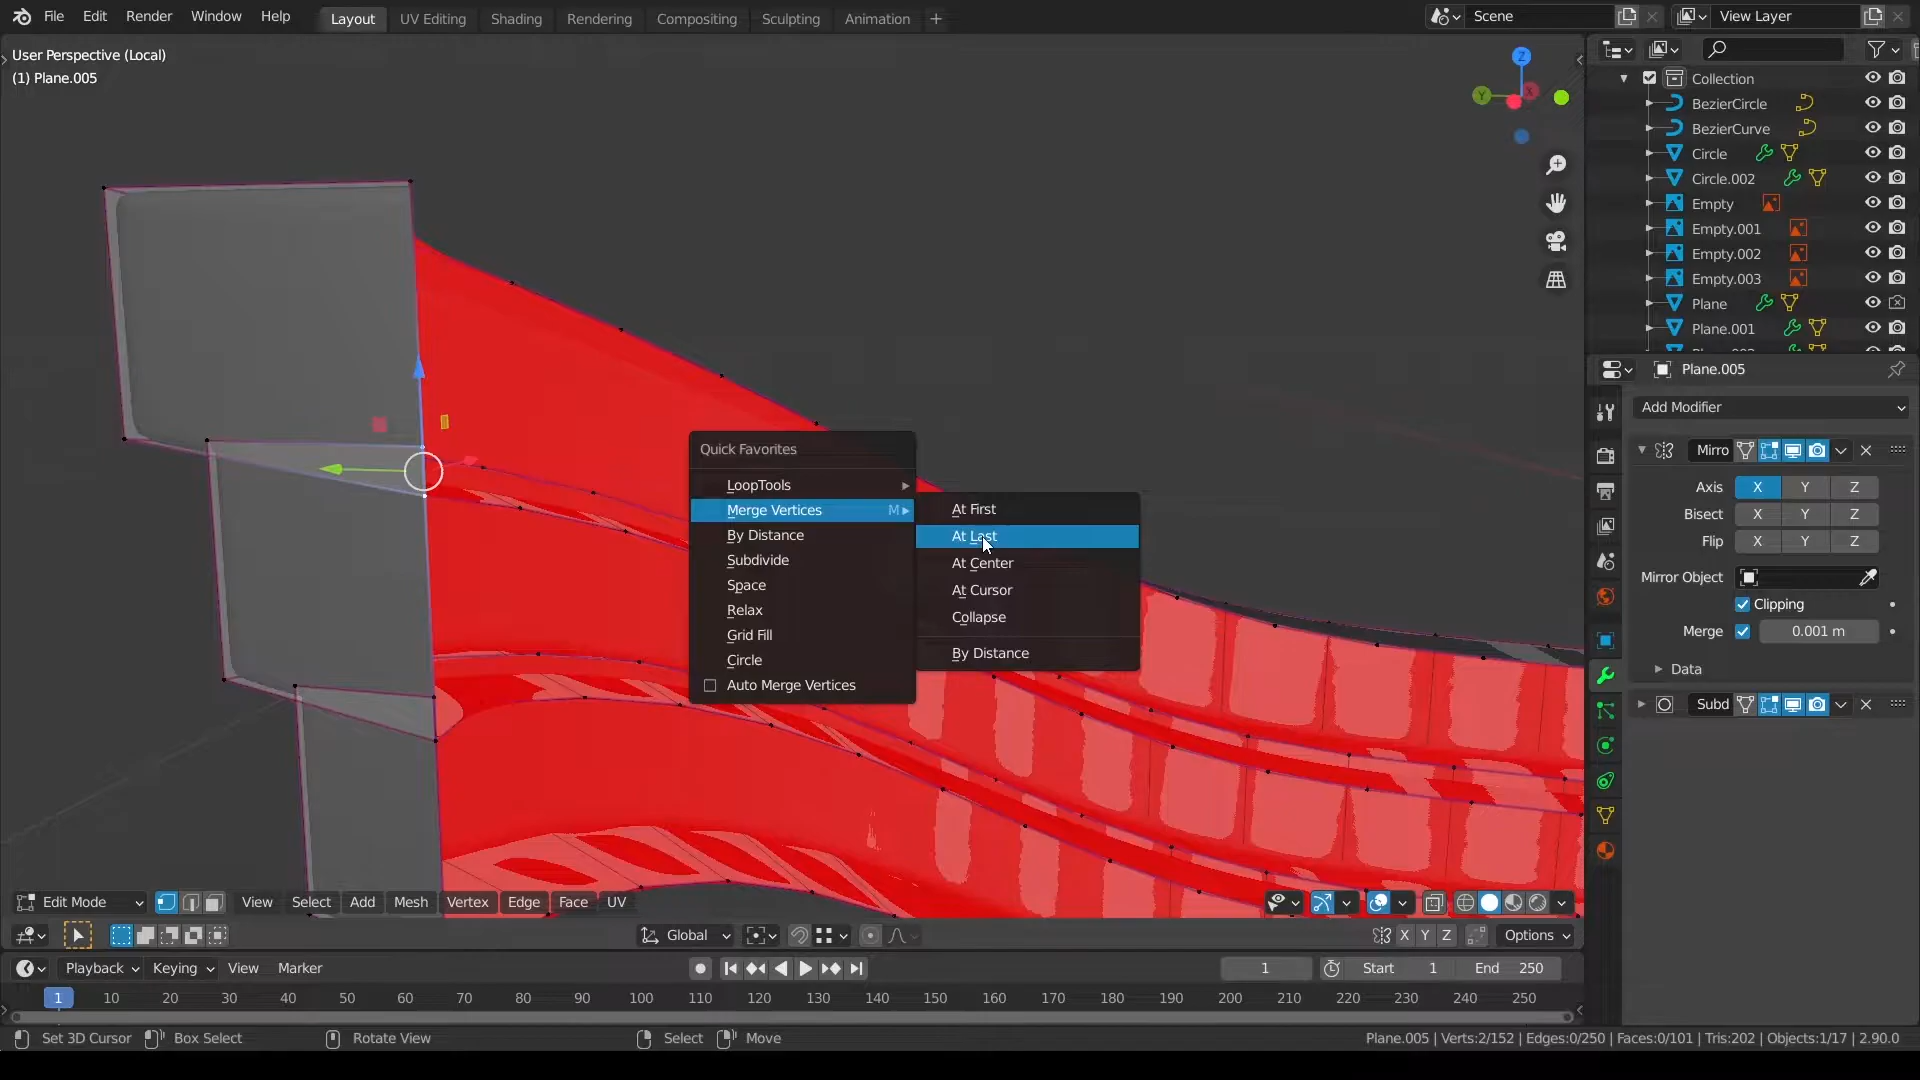 File Edit Render Window Help Layout UV Editing Shading Rendering Compositing Sculpting Animation + Scene View Layer
User Perspective (Local)
(1) Plane.005
Z
Y
X
Collection
BezierCircle
BezierCurve
Circle
Circle.002
Empty
Empty.001
Empty.002
Empty.003
Plane
Plane.001
Plane.005
Add Modifier
Mirro
Axis X Y Z
Bisect X Y Z
Flip X Y Z
Mirror Object
Clipping
Merge 0.001 m
Data
Subd
Quick Favorites
LoopTools
Merge Vertices M
By Distance
Subdivide
Space
Relax
Grid Fill
Circle
Auto Merge Vertices
At First
At Last
At Center
At Cursor
Collapse
By Distance
Edit Mode View Select Add Mesh Vertex Edge Face UV
Global X Y Z Options
Playback Keying View Marker 1 Start 1 End 250
1 10 20 30 40 50 60 70 80 90 100 110 120 130 140 150 160 170 180 190 200 210 220 230 240 250
Set 3D Cursor Box Select Rotate View Select Move Plane.005 | Verts:2/152 | Edges:0/250 | Faces:0/101 | Tris:202 | Objects:1/17 | 2.90.0